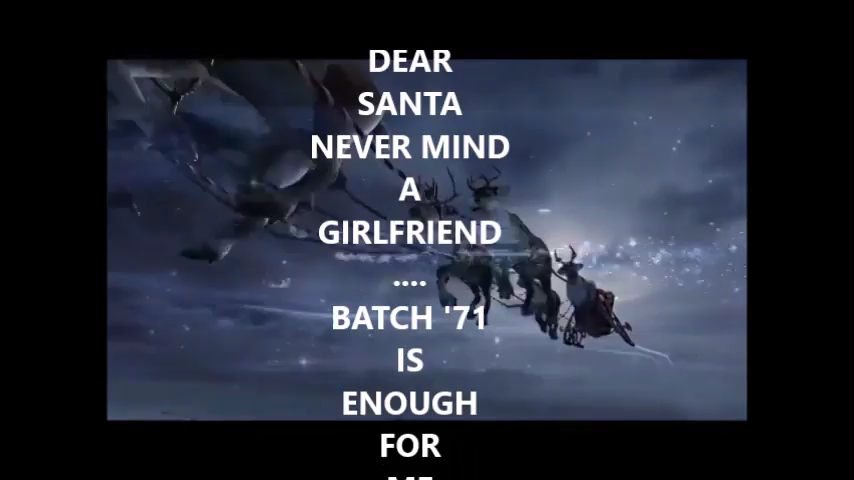 DEAR
SANTA
NEVER MIND
A
GIRLFRIEND
....
BATCH '71
IS
ENOUGH
FOR